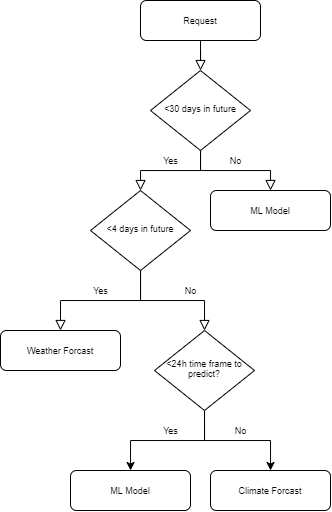 Request
<30 days in future
Yes
No
ML Model
<4 days in future
Yes
No
Weather Forcast
<24h time frame to
predict?
Yes
No
ML Model
Climate Forcast